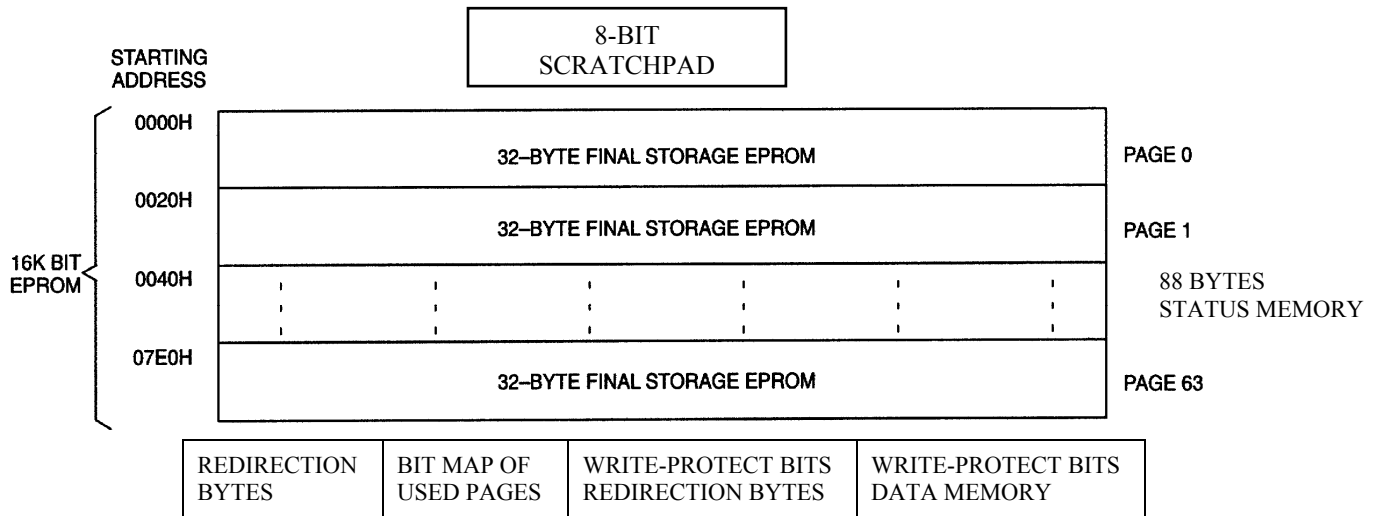 8-BIT
SCRATCHPAD
STARTING
ADDRESS
0000H
32–BYTE FINAL STORAGE EPROM
PAGE 0
0020H
32–BYTE FINAL STORAGE EPROM
PAGE 1
16K BIT
EPROM
0040H
88 BYTES
STATUS MEMORY
07E0H
32–BYTE FINAL STORAGE EPROM
PAGE 63
REDIRECTION
BYTES
BIT MAP OF
USED PAGES
WRITE-PROTECT BITS
REDIRECTION BYTES
WRITE-PROTECT BITS
DATA MEMORY